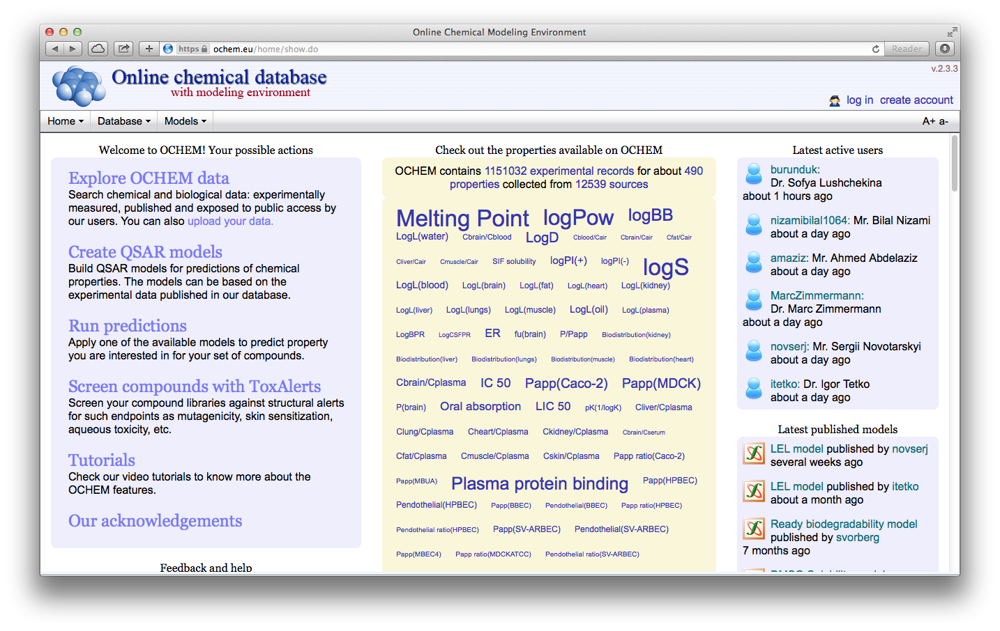 Online Chemical Modeling Environment
https ochem.eu/home/show.do
Reader
Online chemical database
with modeling environment
v.2.3.3
log in create account
Home Database Models
A+ a-
Welcome to OCHEM! Your possible actions
Explore OCHEM data
Search chemical and biological data: experimentally
measured, published and exposed to public access by
our users. You can also upload your data.
Create QSAR models
Build QSAR models for predictions of chemical
properties. The models can be based on the
experimental data published in our database.
Run predictions
Apply one of the available models to predict property
you are interested in for your set of compounds.
Screen compounds with ToxAlerts
Screen your compound libraries against structural alerts
for such endpoints as mutagenicity, skin sensitization,
aqueous toxicity, etc.
Tutorials
Check our video tutorials to know more about the
OCHEM features.
Our acknowledgements
Feedback and help
Check out the properties available on OCHEM
OCHEM contains 1151032 experimental records for about 490
properties collected from 12539 sources
Melting Point logPow logBB
LogL(water) Cbrain/Cblood LogD Cblood/Cair Cbrain/Cair Cfat/Cair
Cliver/Cair Cmuscle/Cair SIF solubility logPI(+) logPI(-) logS
LogL(blood) LogL(brain) LogL(fat) LogL(heart) LogL(kidney)
LogL(liver) LogL(lungs) LogL(muscle) LogL(oil) LogL(plasma)
LogBPR LogCSFPR ER fu(brain) P/Papp Biodistribution(kidney)
Biodistribution(liver) Biodistribution(lungs) Biodistribution(muscle) Biodistribution(heart)
Cbrain/Cplasma IC 50 Papp(Caco-2) Papp(MDCK)
P(brain) Oral absorption LIC 50 pK(1/logK) Cliver/Cplasma
Clung/Cplasma Cheart/Cplasma Ckidney/Cplasma Cbrain/Cserum
Cfat/Cplasma Cmuscle/Cplasma Cskin/Cplasma Papp ratio(Caco-2)
Papp(MBUA) Plasma protein binding Papp(HPBEC)
Pendothelial(HPBEC) Papp(BBEC) Pendothelial(BBEC) Papp ratio(HPBEC)
Pendothelial ratio(HPBEC) Papp(SV-ARBEC) Pendothelial(SV-ARBEC)
Papp(MBEC4) Papp ratio(MDCKATCC) Pendothelial ratio(SV-ARBEC)
Latest active users
burunduk:
Dr. Sofya Lushchekina
about 1 hours ago
nizamibilal1064: Mr. Bilal Nizami
about a day ago
amaziz: Mr. Ahmed Abdelaziz
about a day ago
MarcZimmermann:
Dr. Marc Zimmermann
about a day ago
novserj: Mr. Sergii Novotarskyi
about a day ago
itetko: Dr. Igor Tetko
about a day ago
Latest published models
LEL model published by novserj
several weeks ago
LEL model published by itetko
about a month ago
Ready biodegradability model
published by svorberg
7 months ago